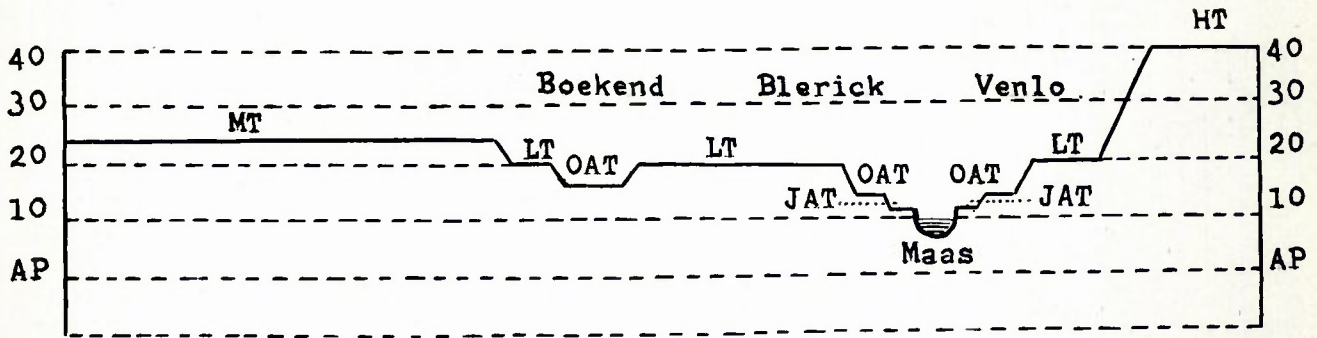 HT
40 40
Boekend Blerick Venlo
30 30
MT
20 LT OAT LT OAT OAT LT 20
10 JAT JAT 10
Maas
AP AP